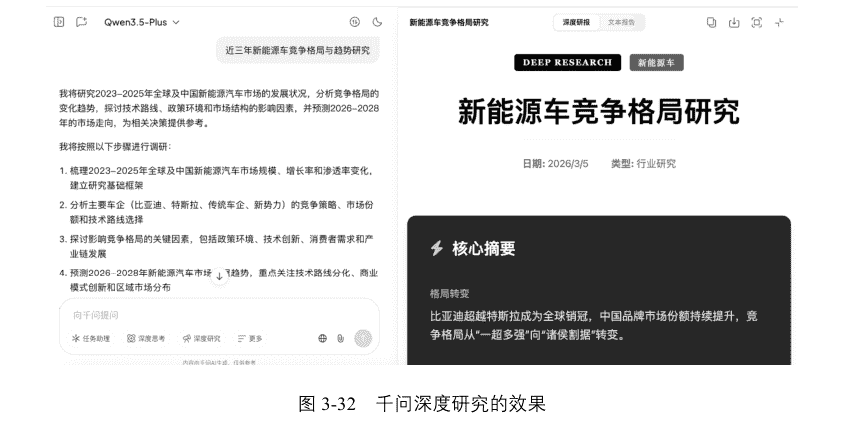 Qwen3.5-Plus
近三年新能源车竞争格局与趋势研究
我将研究2023–2025年全球及中国新能源汽车市场的发展状况，分析竞争格局的
变化趋势，探讨技术路线、政策环境和市场结构的影响因素，并预测2026–2028
年的市场走向，为相关决策提供参考。
我将按照以下步骤进行调研：
1. 梳理2023–2025年全球及中国新能源汽车市场规模、增长率和渗透率变化，
建立研究基础框架
2. 分析主要车企（比亚迪、特斯拉、传统车企、新势力）的竞争策略、市场份
额和技术路线选择
3. 探讨影响竞争格局的关键因素，包括政策环境、技术创新、消费者需求和产
业链发展
4. 预测2026–2028年新能源汽车市场趋势，重点关注技术路线分化、商业
模式创新和区域市场分布
向千问提问
任务助理 深度思考 深度研究 更多
内容由千问AI生成，仅供参考
新能源车竞争格局研究
深度研报 文本报告
DEEP RESEARCH 新能源车
新能源车竞争格局研究
日期: 2026/3/5 类型: 行业研究
核心摘要
格局转变
比亚迪超越特斯拉成为全球销冠，中国品牌市场份额持续提升，竞
争格局从“一超多强”向“诸侯割据”转变。
图 3-32 千问深度研究的效果